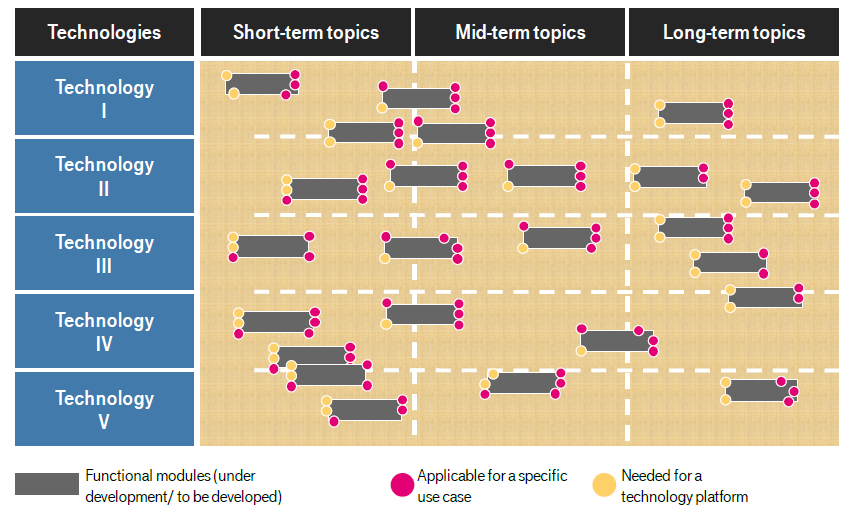 Technologies
Short-term topics
Mid-term topics
Long-term topics
Technology
I
Technology
II
Technology
III
Technology
IV
Technology
V
Functional modules (under
development/ to be developed)
Applicable for a specific
use case
Needed for a
technology platform